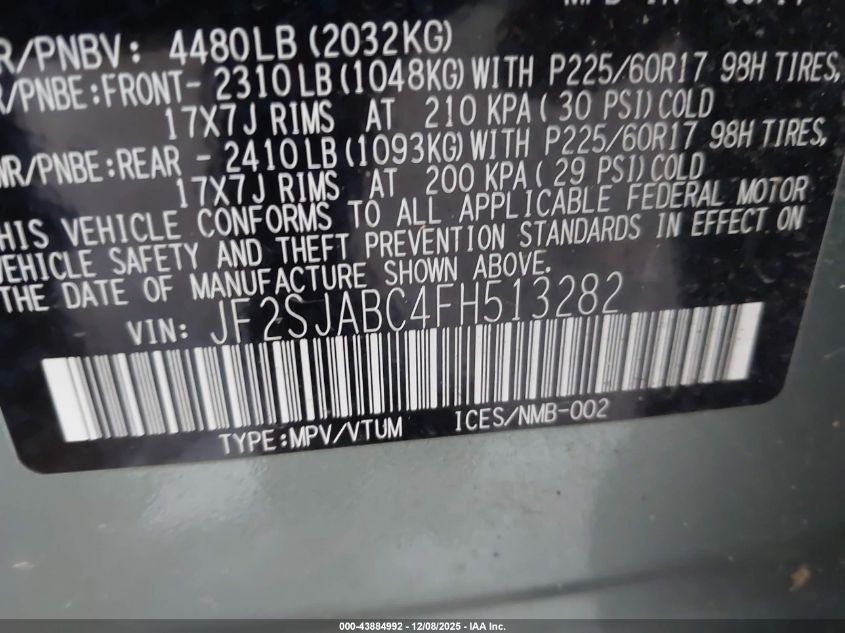 R/PNBV: 4480LB (2032KG)
/PNBE:FRONT- 2310LB (1048KG) WITH P225/60R17 98H TIRES,
17X7J RIMS AT 210 KPA (30 PSI) COLD
WR/PNBE:REAR - 2410LB (1093KG) WITH P225/60R17 98H TIRES,
17X7J RIMS AT 200 KPA (29 PSI) COLD
HIS VEHICLE CONFORMS TO ALL APPLICABLE FEDERAL MOTOR
VEHICLE SAFETY AND THEFT PREVENTION STANDARDS IN EFFECT ON
THE DATE OF MANUFACTURE SHOWN ABOVE.
VIN: JF2SJABC4FH513282
TYPE:MPV/VTUM ICES/NMB-002
000-43884992 - 12/08/2025 - IAA Inc.